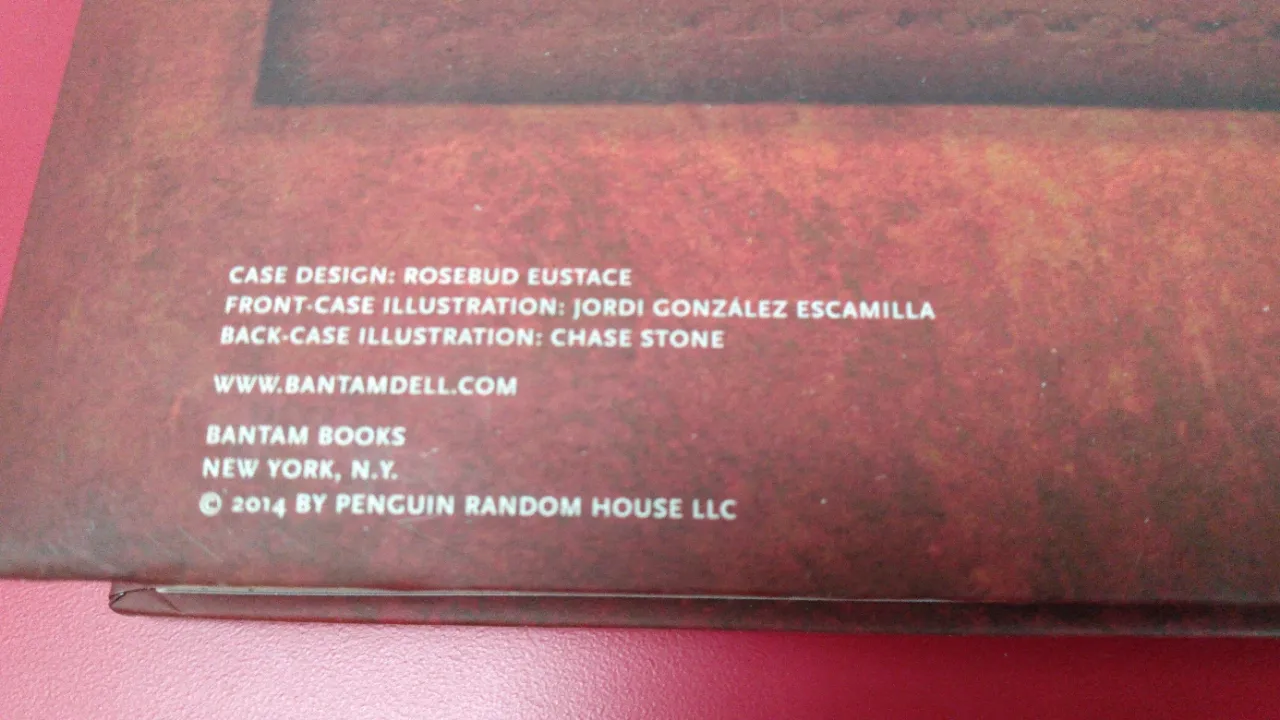 CASE DESIGN: ROSEBUD EUSTACE
FRONT-CASE ILLUSTRATION: JORDI GONZÁLEZ ESCAMILLA
BACK-CASE ILLUSTRATION: CHASE STONE
WWW.BANTAMDELL.COM
BANTAM BOOKS
NEW YORK, N.Y.
© 2014 BY PENGUIN RANDOM HOUSE LLC